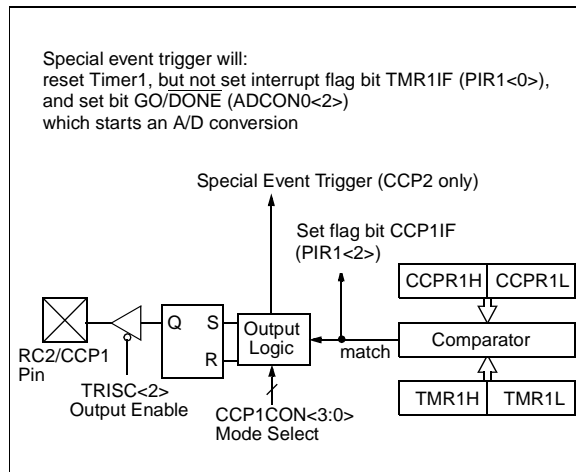 Special event trigger will:
reset Timer1, but not set interrupt flag bit TMR1IF (PIR1<0>),
and set bit GO/DONE (ADCON0<2>)
which starts an A/D conversion
Special Event Trigger (CCP2 only)
Set flag bit CCP1IF
(PIR1<2>)
CCPR1H CCPR1L
Q S
R
Output
Logic
match
Comparator
RC2/CCP1
Pin
TRISC<2>
Output Enable
CCP1CON<3:0>
Mode Select
TMR1H TMR1L